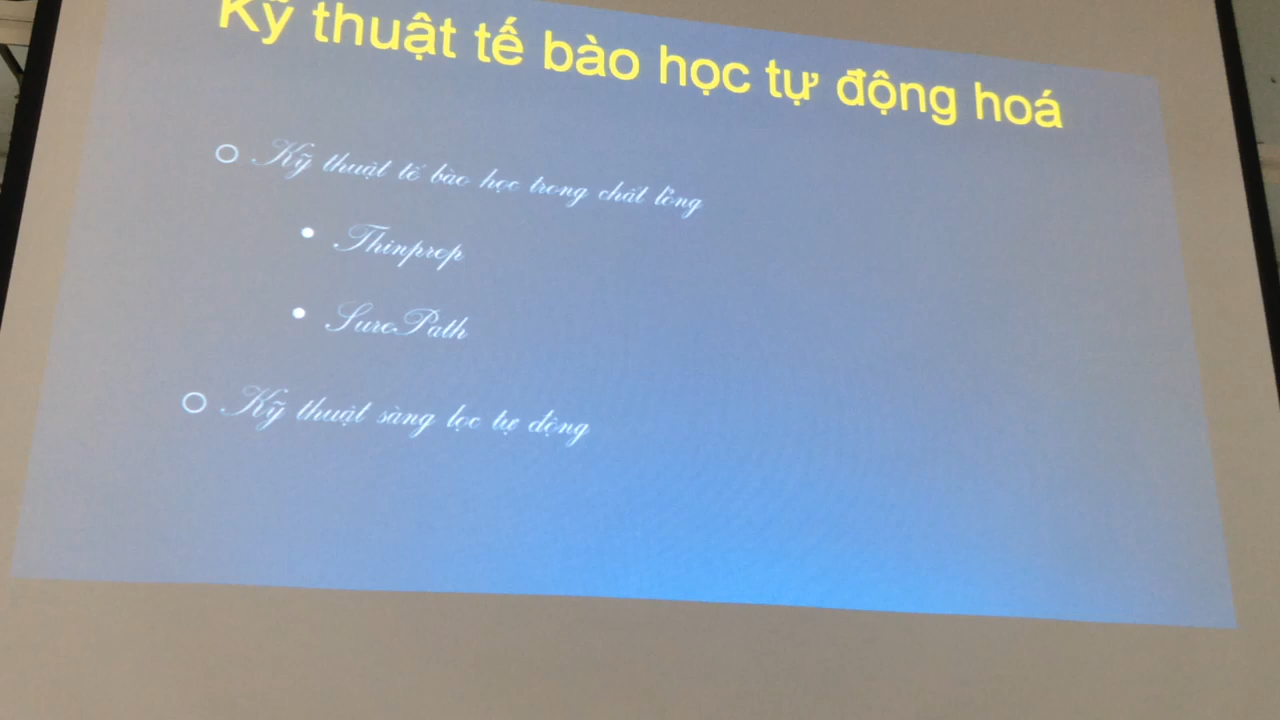 Kỹ thuật tế bào học tự động hoá
Kỹ thuật tế bào học trong chất lỏng
Thinprep
SurePath
Kỹ thuật sàng lọc tự động